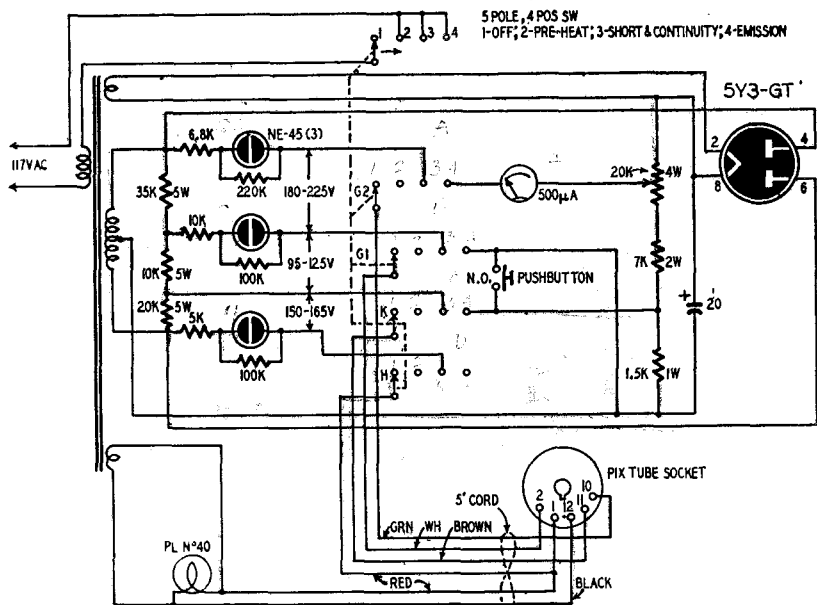 5 POLE, 4 POS SW
1-OFF; 2-PRE-HEAT; 3-SHORT & CONTINUITY; 4-EMISSION
1 2 3 4
5Y3-GT
2 4
8 6
117VAC
6.8K NE-45 (3)
220K
180-225V
35K 5W
G2
500μA
20K 4W
10K
100K
95-125V
G1
N.O. PUSHBUTTON
7K 2W
10K 5W
20K 5W
+ 20
K
5K
150-165V
100K
H
1.5K 1W
PIX TUBE SOCKET
2 1 12 11 10
5' CORD
GRN WH BROWN
PL Nº40
RED
BLACK